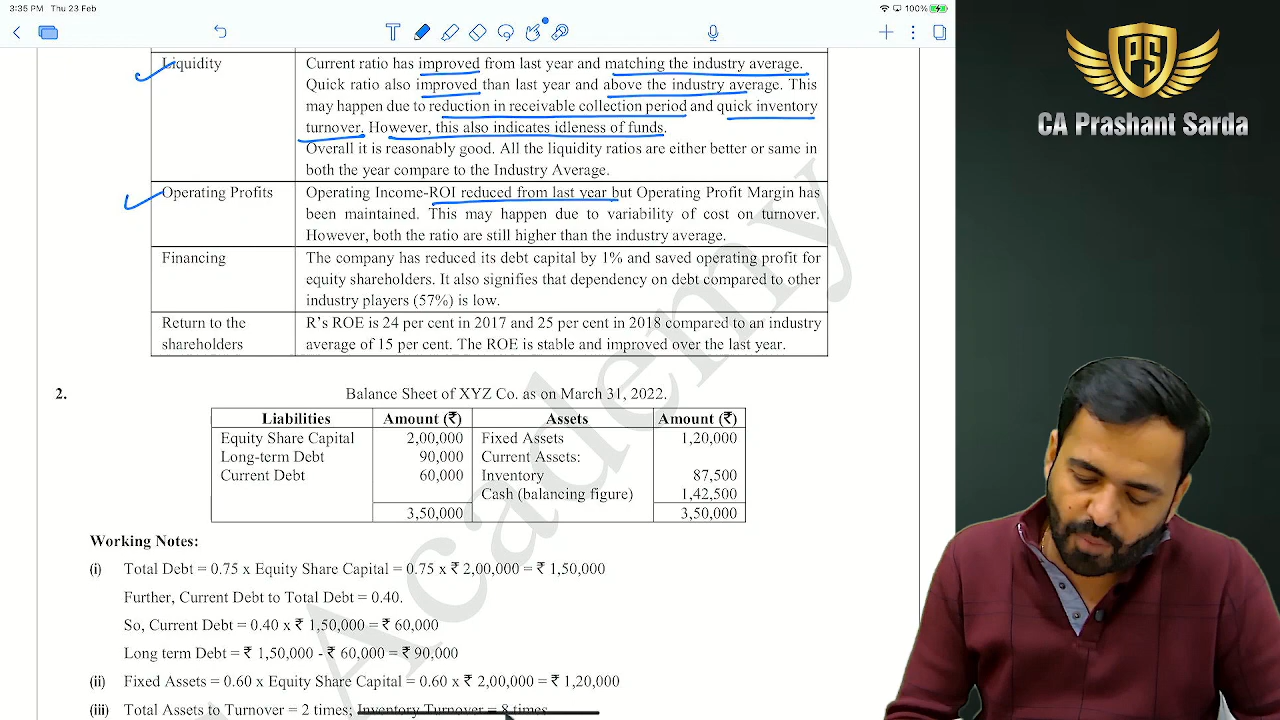 3:35 PM Thu 23 Feb
100%
T
PS
CA Prashant Sarda
Liquidity
Current ratio has improved from last year and matching the industry average.
Quick ratio also improved than last year and above the industry average. This
may happen due to reduction in receivable collection period and quick inventory
turnover. However, this also indicates idleness of funds.
Overall it is reasonably good. All the liquidity ratios are either better or same in
both the year compare to the Industry Average.
Operating Profits
Operating Income-ROI reduced from last year but Operating Profit Margin has
been maintained. This may happen due to variability of cost on turnover.
However, both the ratio are still higher than the industry average.
Financing
The company has reduced its debt capital by 1% and saved operating profit for
equity shareholders. It also signifies that dependency on debt compared to other
industry players (57%) is low.
Return to the
shareholders
R's ROE is 24 per cent in 2017 and 25 per cent in 2018 compared to an industry
average of 15 per cent. The ROE is stable and improved over the last year.
2. Balance Sheet of XYZ Co. as on March 31, 2022.
Liabilities Amount (₹) Assets Amount (₹)
Equity Share Capital 2,00,000 Fixed Assets 1,20,000
Long-term Debt 90,000 Current Assets:
Current Debt 60,000 Inventory 87,500
Cash (balancing figure) 1,42,500
3,50,000 3,50,000
Working Notes:
(i) Total Debt = 0.75 x Equity Share Capital = 0.75 x ₹ 2,00,000 = ₹ 1,50,000
Further, Current Debt to Total Debt = 0.40.
So, Current Debt = 0.40 x ₹ 1,50,000 = ₹ 60,000
Long term Debt = ₹ 1,50,000 - ₹ 60,000 = ₹ 90,000
(ii) Fixed Assets = 0.60 x Equity Share Capital = 0.60 x ₹ 2,00,000 = ₹ 1,20,000
(iii) Total Assets to Turnover = 2 times; Inventory Turnover = 8 times
Academy